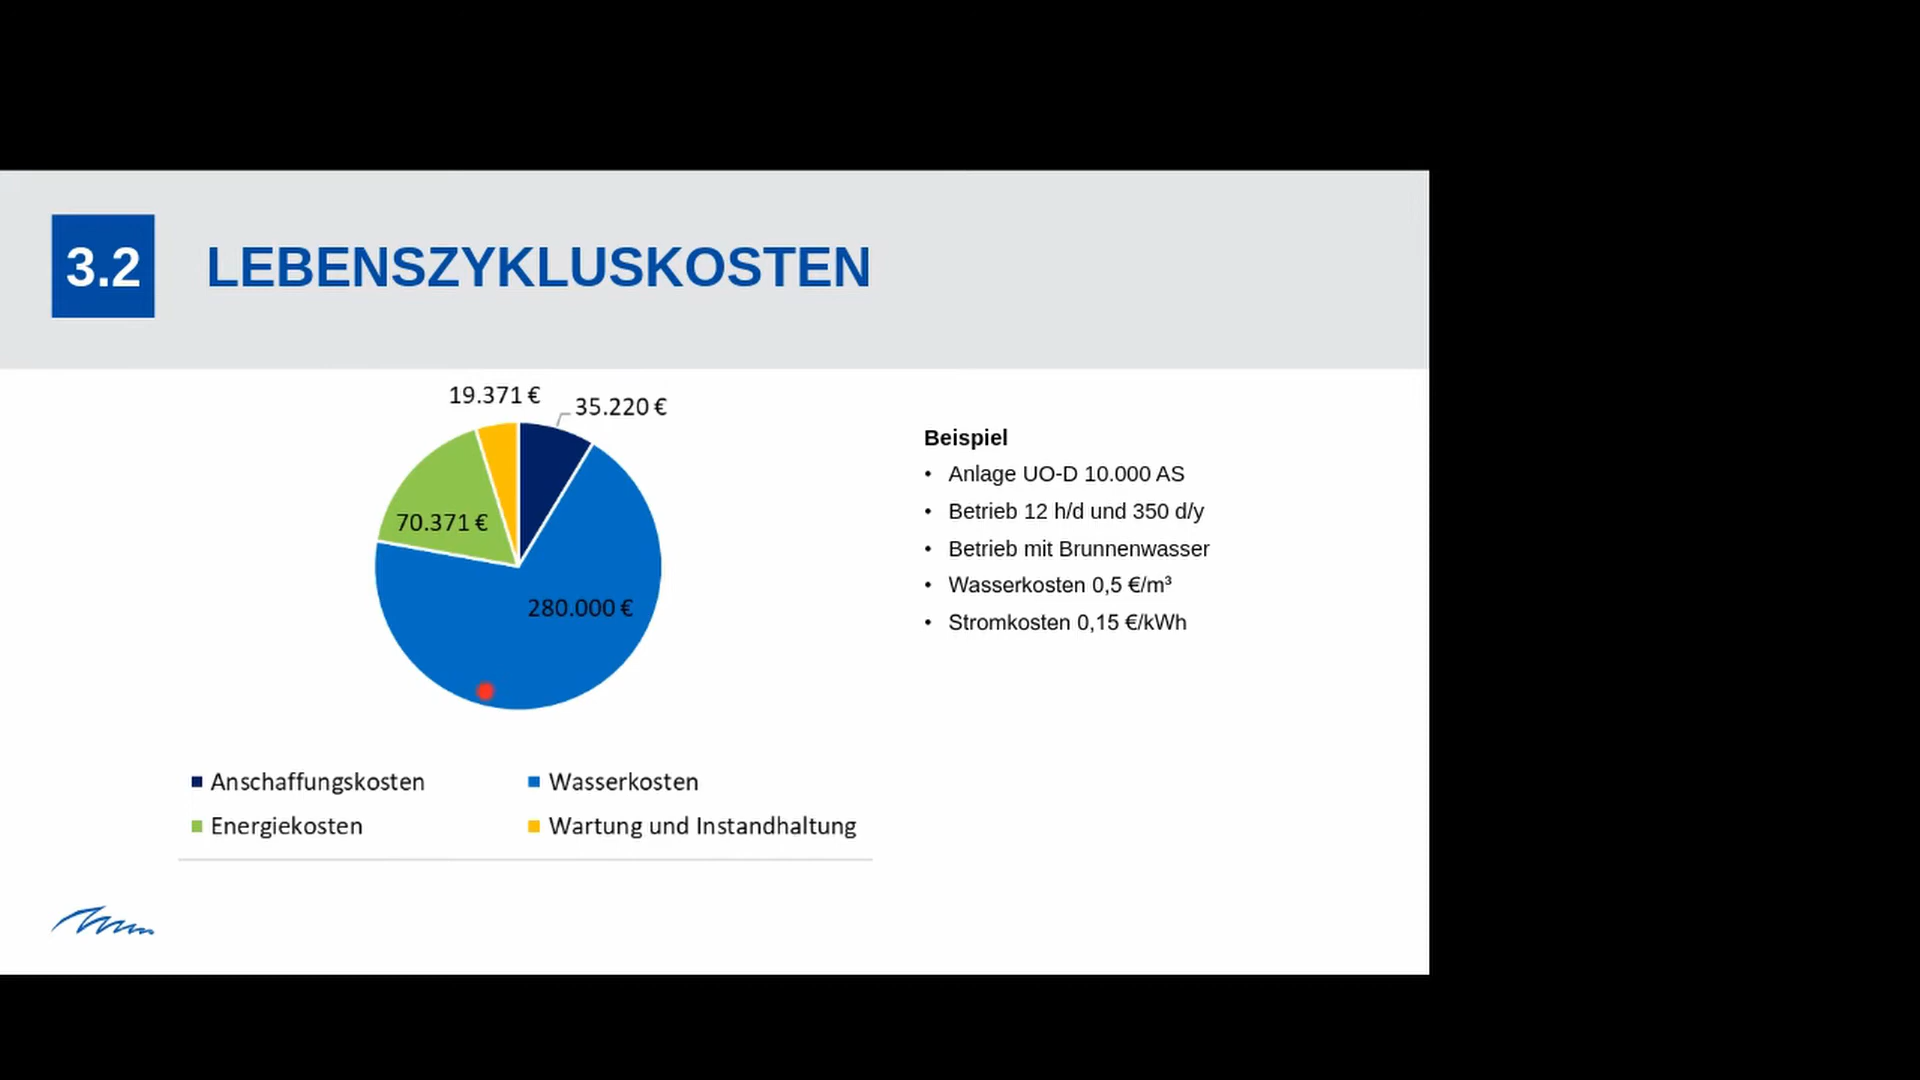 3.2 LEBENSZYKLUSKOSTEN
19.371 €
35.220 €
70.371 €
280.000 €
Anschaffungskosten
Wasserkosten
Energiekosten
Wartung und Instandhaltung
Beispiel
• Anlage UO-D 10.000 AS
• Betrieb 12 h/d und 350 d/y
• Betrieb mit Brunnenwasser
• Wasserkosten 0,5 €/m³
• Stromkosten 0,15 €/kWh